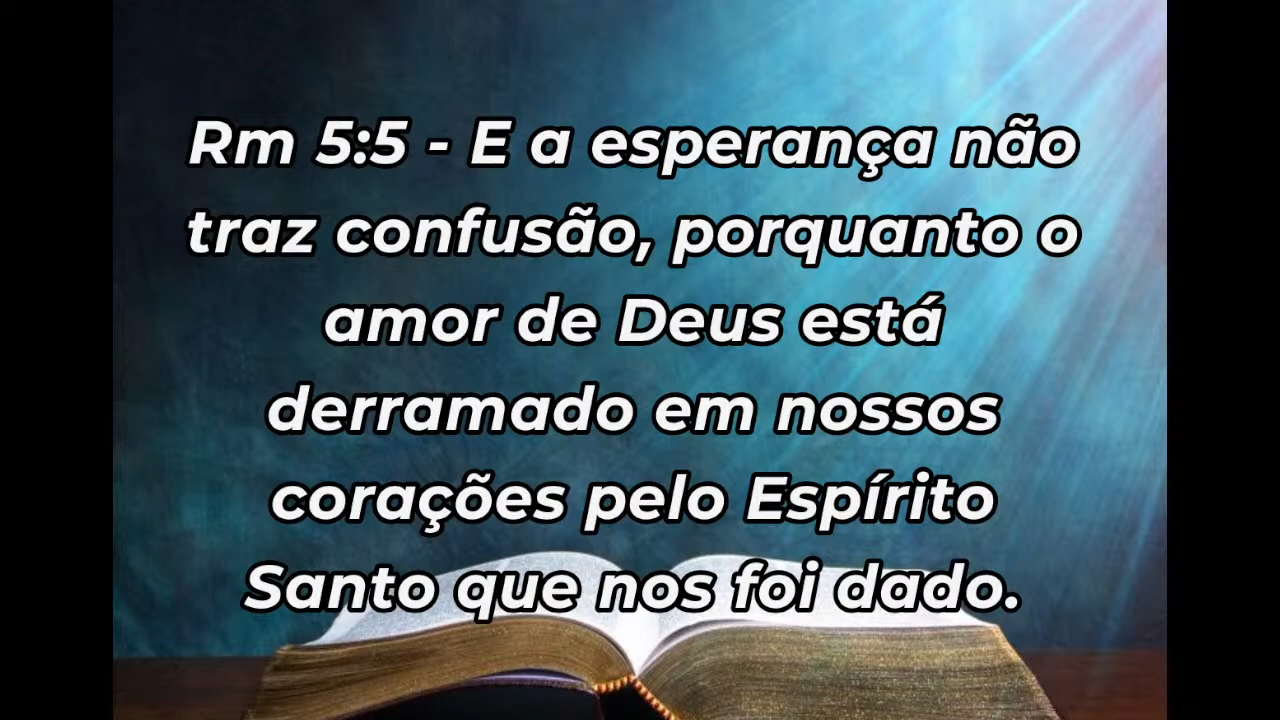 Rm 5:5 - E a esperança não
traz confusão, porquanto o
amor de Deus está
derramado em nossos
corações pelo Espírito
Santo que nos foi dado.